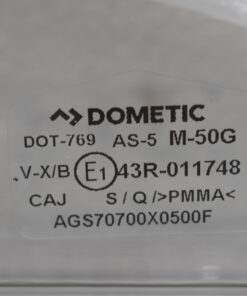 DOMETIC
DOT-769 AS-5 M-50G
.V-X/B E1 43R-011748
CAJ S / Q / >PMMA<
AGS70700X0500F